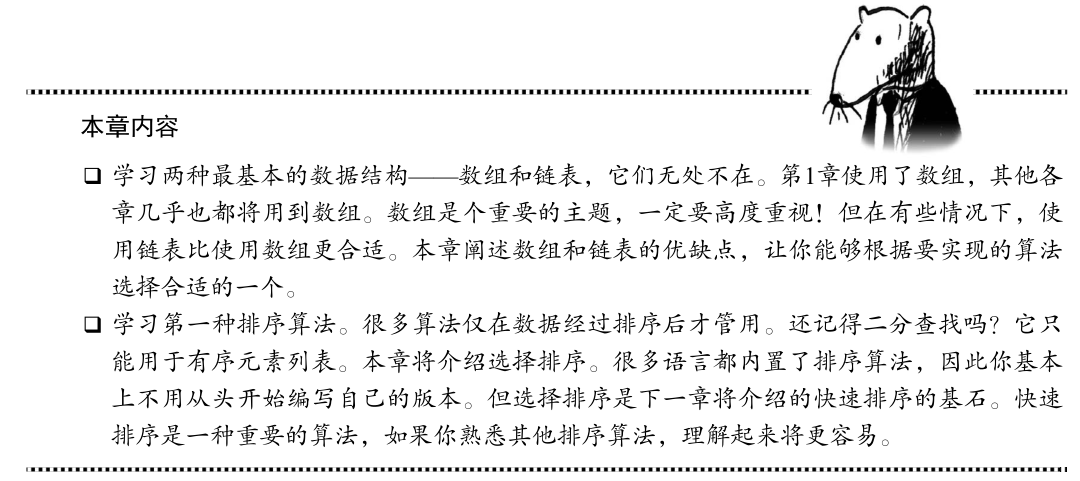 本章内容
❑ 学习两种最基本的数据结构——数组和链表，它们无处不在。第1章使用了数组，其他各
章几乎也都将用到数组。数组是个重要的主题，一定要高度重视！但在有些情况下，使
用链表比使用数组更合适。本章阐述数组和链表的优缺点，让你能够根据要实现的算法
选择合适的一个。
❑ 学习第一种排序算法。很多算法仅在数据经过排序后才管用。还记得二分查找吗？它只
能用于有序元素列表。本章将介绍选择排序。很多语言都内置了排序算法，因此你基本
上不用从头开始编写自己的版本。但选择排序是下一章将介绍的快速排序的基石。快速
排序是一种重要的算法，如果你熟悉其他排序算法，理解起来将更容易。